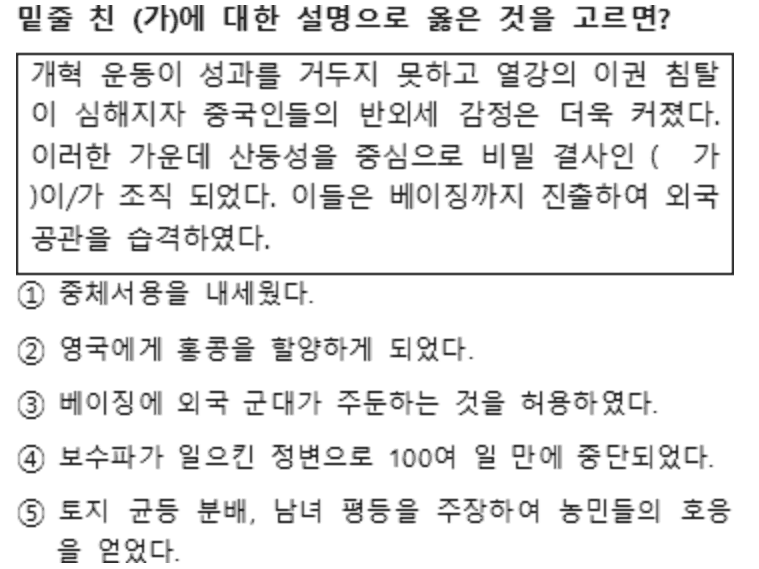 밑줄 친 (가)에 대한 설명으로 옳은 것을 고르면?
개혁 운동이 성과를 거두지 못하고 열강의 이권 침탈
이 심해지자 중국인들의 반외세 감정은 더욱 커졌다.
이러한 가운데 산둥성을 중심으로 비밀 결사인 ( 가
)이/가 조직 되었다. 이들은 베이징까지 진출하여 외국
공관을 습격하였다.
① 중체서용을 내세웠다.
② 영국에게 홍콩을 할양하게 되었다.
③ 베이징에 외국 군대가 주둔하는 것을 허용하였다.
④ 보수파가 일으킨 정변으로 100여 일 만에 중단되었다.
⑤ 토지 균등 분배, 남녀 평등을 주장하여 농민들의 호응
을 얻었다.